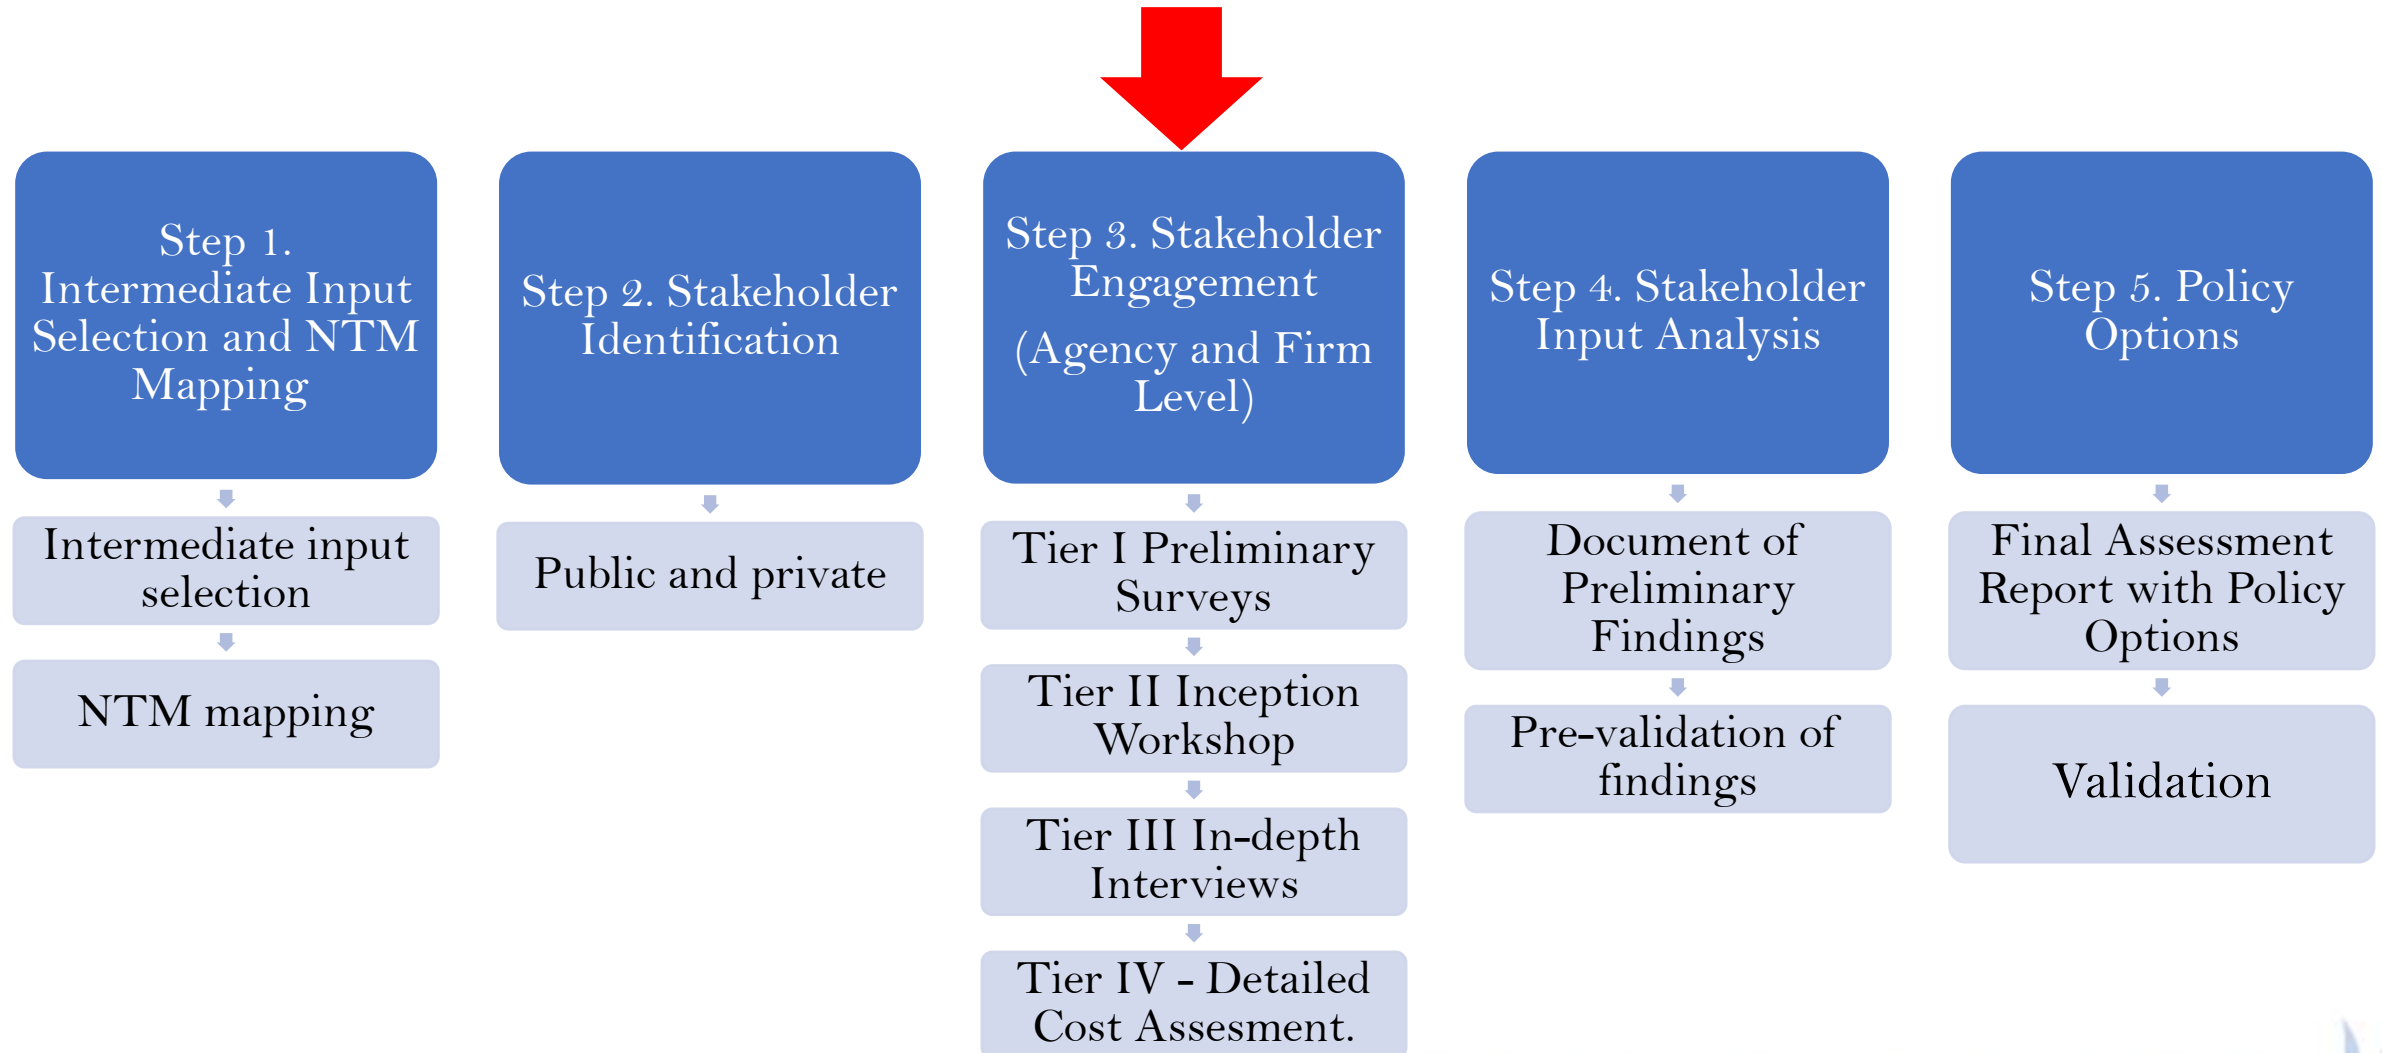 Step 1.
Intermediate Input
Selection and NTM
Mapping
Intermediate input
selection
NTM mapping
Step 2. Stakeholder
Identification
Public and private
Step 3. Stakeholder
Engagement
(Agency and Firm
Level)
Tier I Preliminary
Surveys
Tier II Inception
Workshop
Tier III In-depth
Interviews
Tier IV - Detailed
Cost Assesment.
Step 4. Stakeholder
Input Analysis
Document of
Preliminary
Findings
Pre-validation of
findings
Step 5. Policy
Options
Final Assessment
Report with Policy
Options
Validation